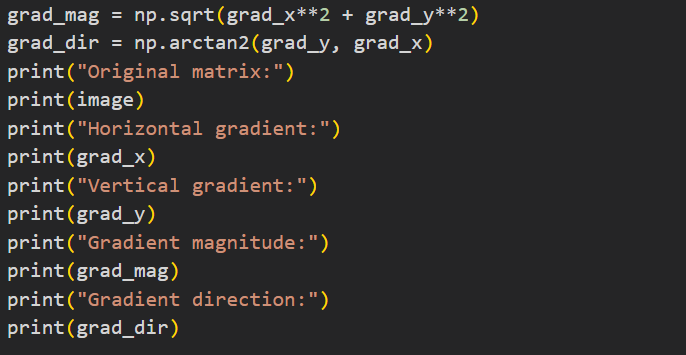 grad_mag = np.sqrt(grad_x**2 + grad_y**2)
grad_dir = np.arctan2(grad_y, grad_x)
print("Original matrix:")
print(image)
print("Horizontal gradient:")
print(grad_x)
print("Vertical gradient:")
print(grad_y)
print("Gradient magnitude:")
print(grad_mag)
print("Gradient direction:")
print(grad_dir)